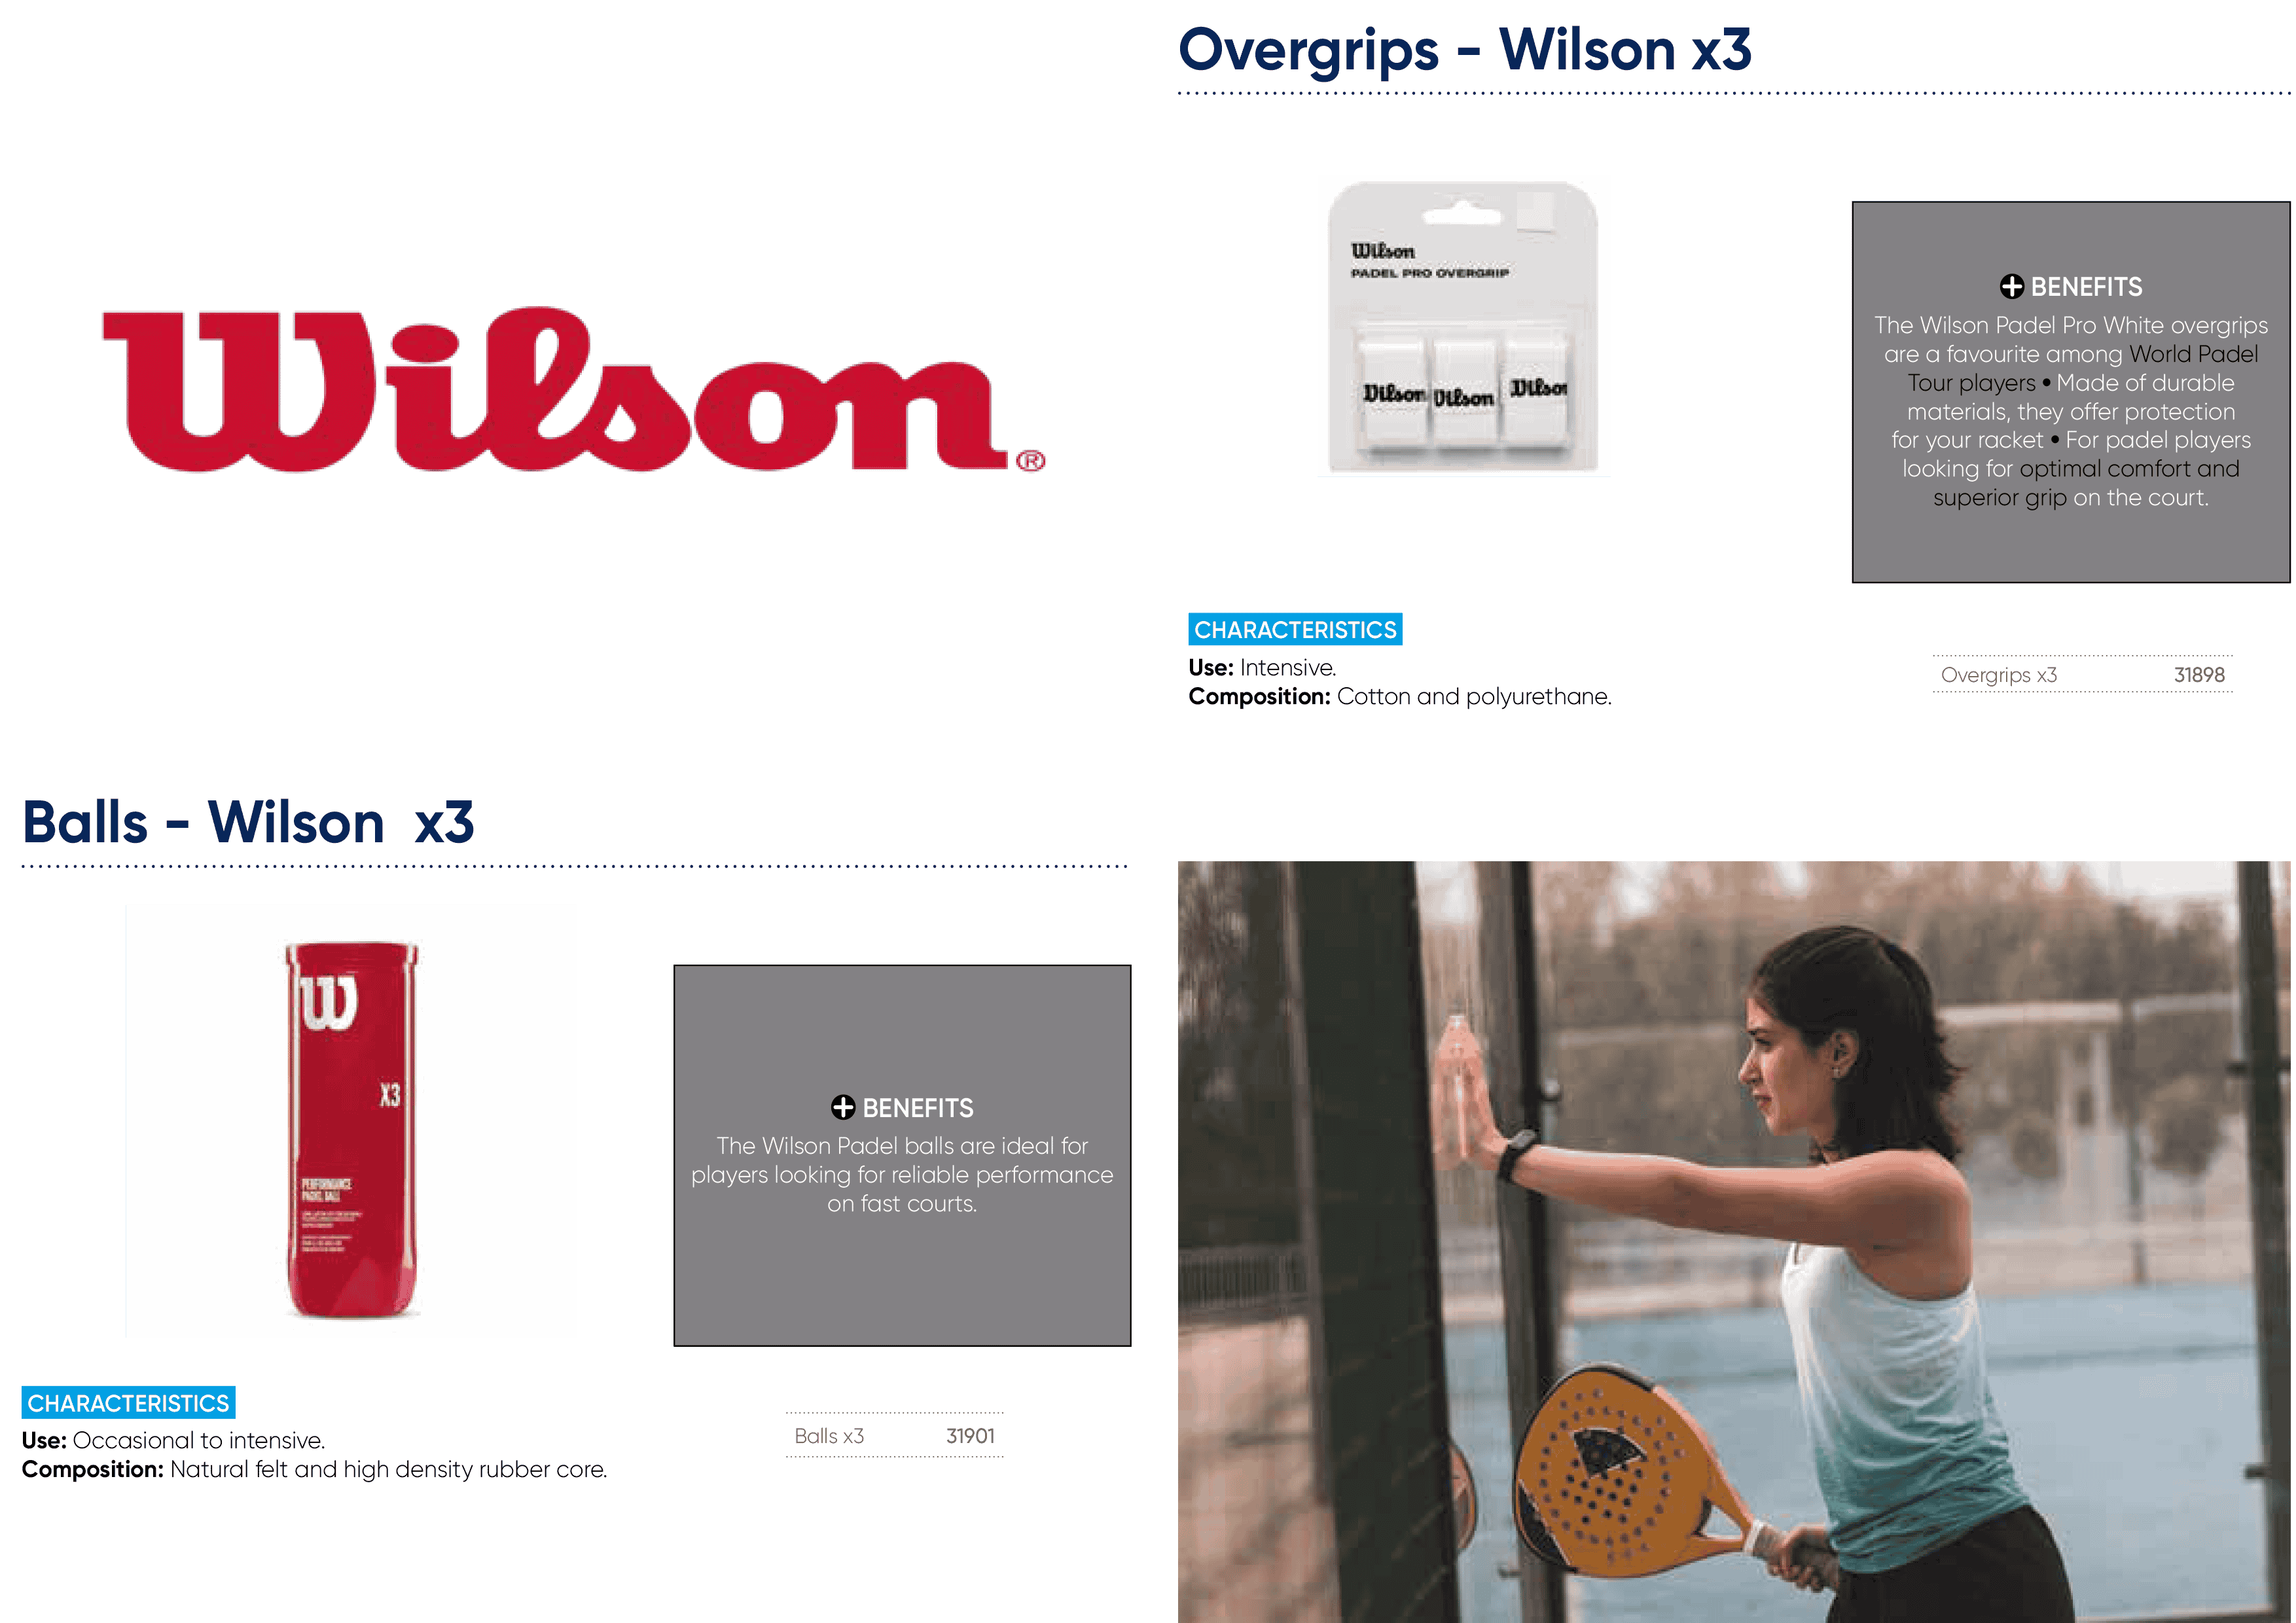 Wilson®
Overgrips - Wilson x3
Wilson
PADEL PRO OVERGRIP
Wilson Wilson Wilson
BENEFITS
The Wilson Padel Pro White overgrips
are a favourite among World Padel
Tour players • Made of durable
materials, they offer protection
for your racket • For padel players
looking for optimal comfort and
superior grip on the court.
CHARACTERISTICS
Use: Intensive.
Composition: Cotton and polyurethane.
Overgrips x3 31898
Balls - Wilson x3
W
X3
PERFORMANCE
PADEL BALL
BENEFITS
The Wilson Padel balls are ideal for
players looking for reliable performance
on fast courts.
CHARACTERISTICS
Use: Occasional to intensive.
Composition: Natural felt and high density rubber core.
Balls x3 31901